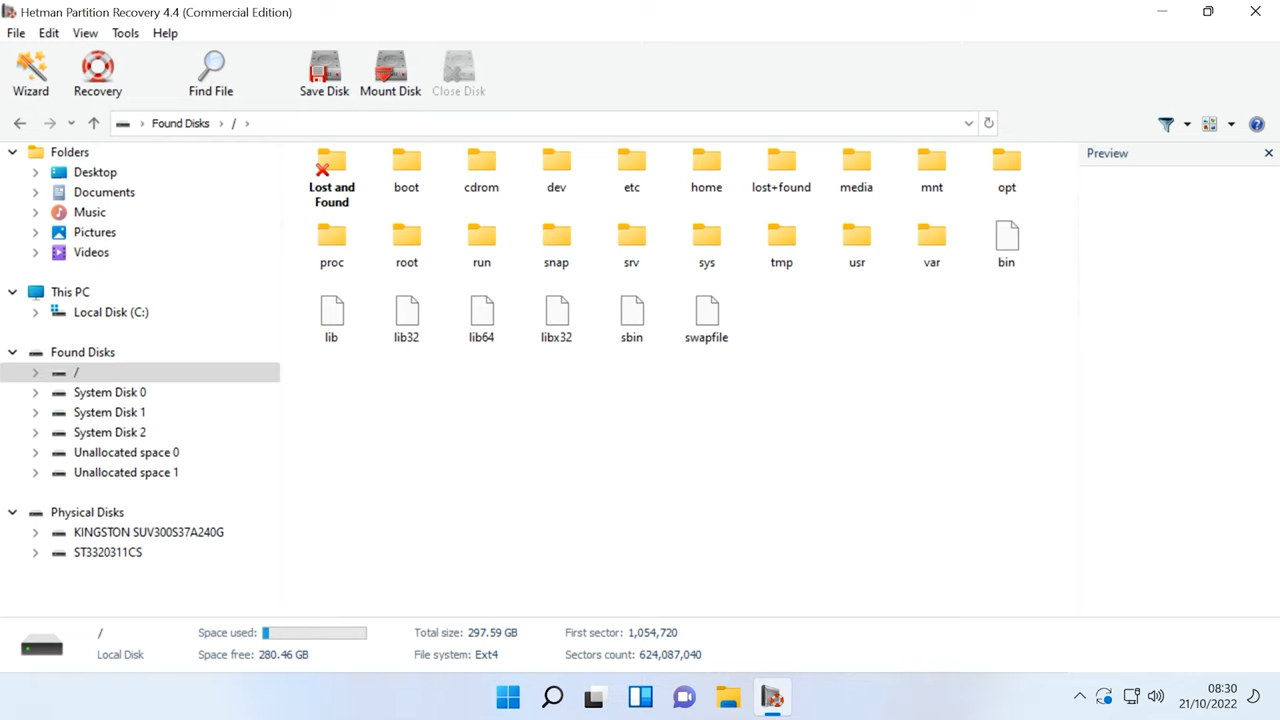 Hetman Partition Recovery 4.4 (Commercial Edition)
File Edit View Tools Help
Wizard Recovery Find File Save Disk Mount Disk Close Disk
Found Disks / 
Folders
Desktop
Documents
Music
Pictures
Videos
This PC
Local Disk (C:)
Found Disks
/
System Disk 0
System Disk 1
System Disk 2
Unallocated space 0
Unallocated space 1
Physical Disks
KINGSTON SUV300S37A240G
ST3320311CS
Lost and
Found
boot cdrom dev etc home lost+found media mnt opt
proc root run snap srv sys tmp usr var bin
lib lib32 lib64 libx32 sbin swapfile
Preview
/ Space used: Total size: 297.59 GB First sector: 1,054,720
Local Disk Space free: 280.46 GB File system: Ext4 Sectors count: 624,087,040
08:30
21/10/2022